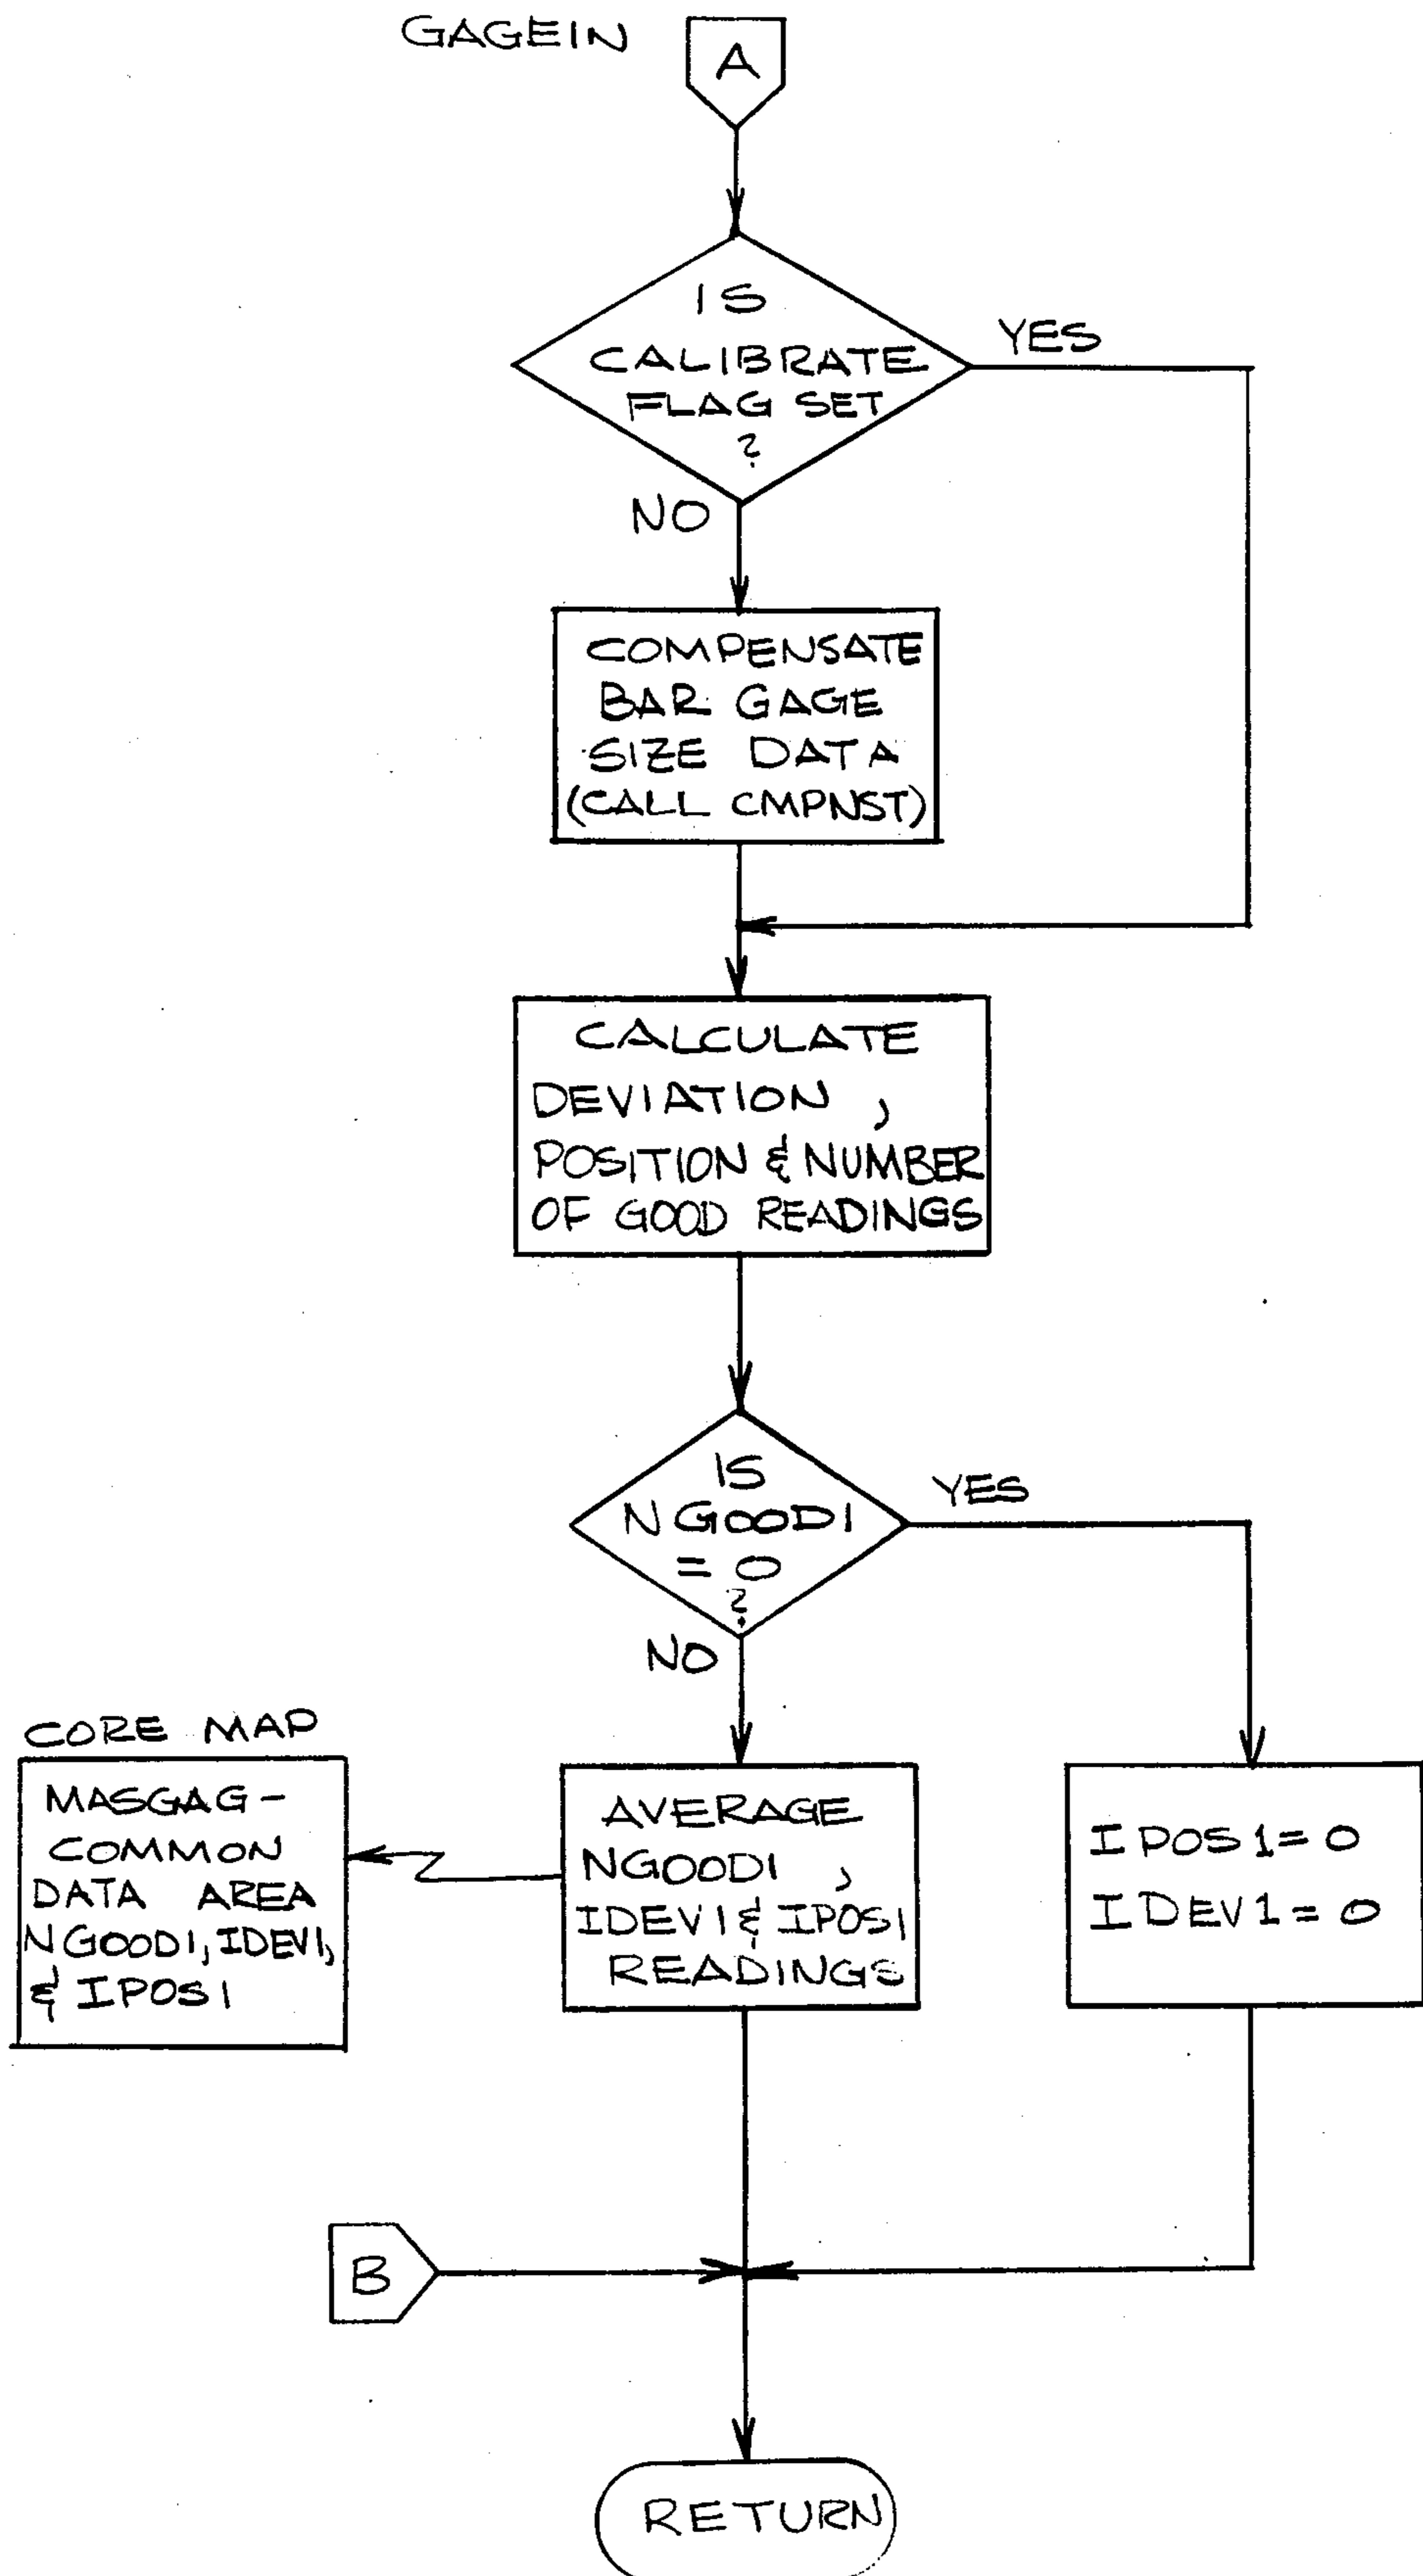 GAGEIN
A
IS
CALIBRATE
FLAG SET
?
YES
NO
COMPENSATE
BAR GAGE
SIZE DATA
(CALL CMPNST)
CALCULATE
DEVIATION ,
POSITION & NUMBER
OF GOOD READINGS
IS
NGOOD1
= 0
?
YES
NO
CORE MAP
MASGAG-
COMMON
DATA AREA
NGOOD1, IDEV1,
& IPOS1
AVERAGE
NGOOD1 ,
IDEV1 & IPOS1
READINGS
IPOS1 = 0
IDEV1 = 0
B
RETURN